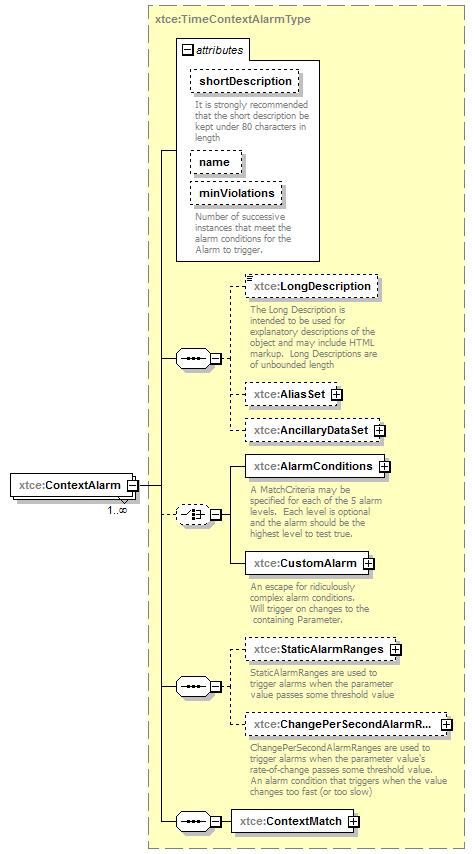 xtce:TimeContextAlarmType
attributes
shortDescription
It is strongly recommended
that the short description be
kept under 80 characters in
length
name
minViolations
Number of successive
instances that meet the
alarm conditions for the
Alarm to trigger.
xtce:LongDescription
The Long Description is
intended to be used for
explanatory descriptions of the
object and may include HTML
markup.  Long Descriptions are
of unbounded length
xtce:AliasSet
xtce:AncillaryDataSet
xtce:ContextAlarm
1..∞
xtce:AlarmConditions
A MatchCriteria may be
specified for each of the 5 alarm
levels.  Each level is optional
and the alarm should be the
highest level to test true.
xtce:CustomAlarm
An escape for ridiculously
complex alarm conditions.
Will trigger on changes to the
containing Parameter.
xtce:StaticAlarmRanges
StaticAlarmRanges are used to
trigger alarms when the parameter
value passes some threshold value
xtce:ChangePerSecondAlarmR...
ChangePerSecondAlarmRanges are used to
trigger alarms when the parameter value's
rate-of-change passes some threshold value.
An alarm condition that triggers when the value
changes too fast (or too slow)
xtce:ContextMatch